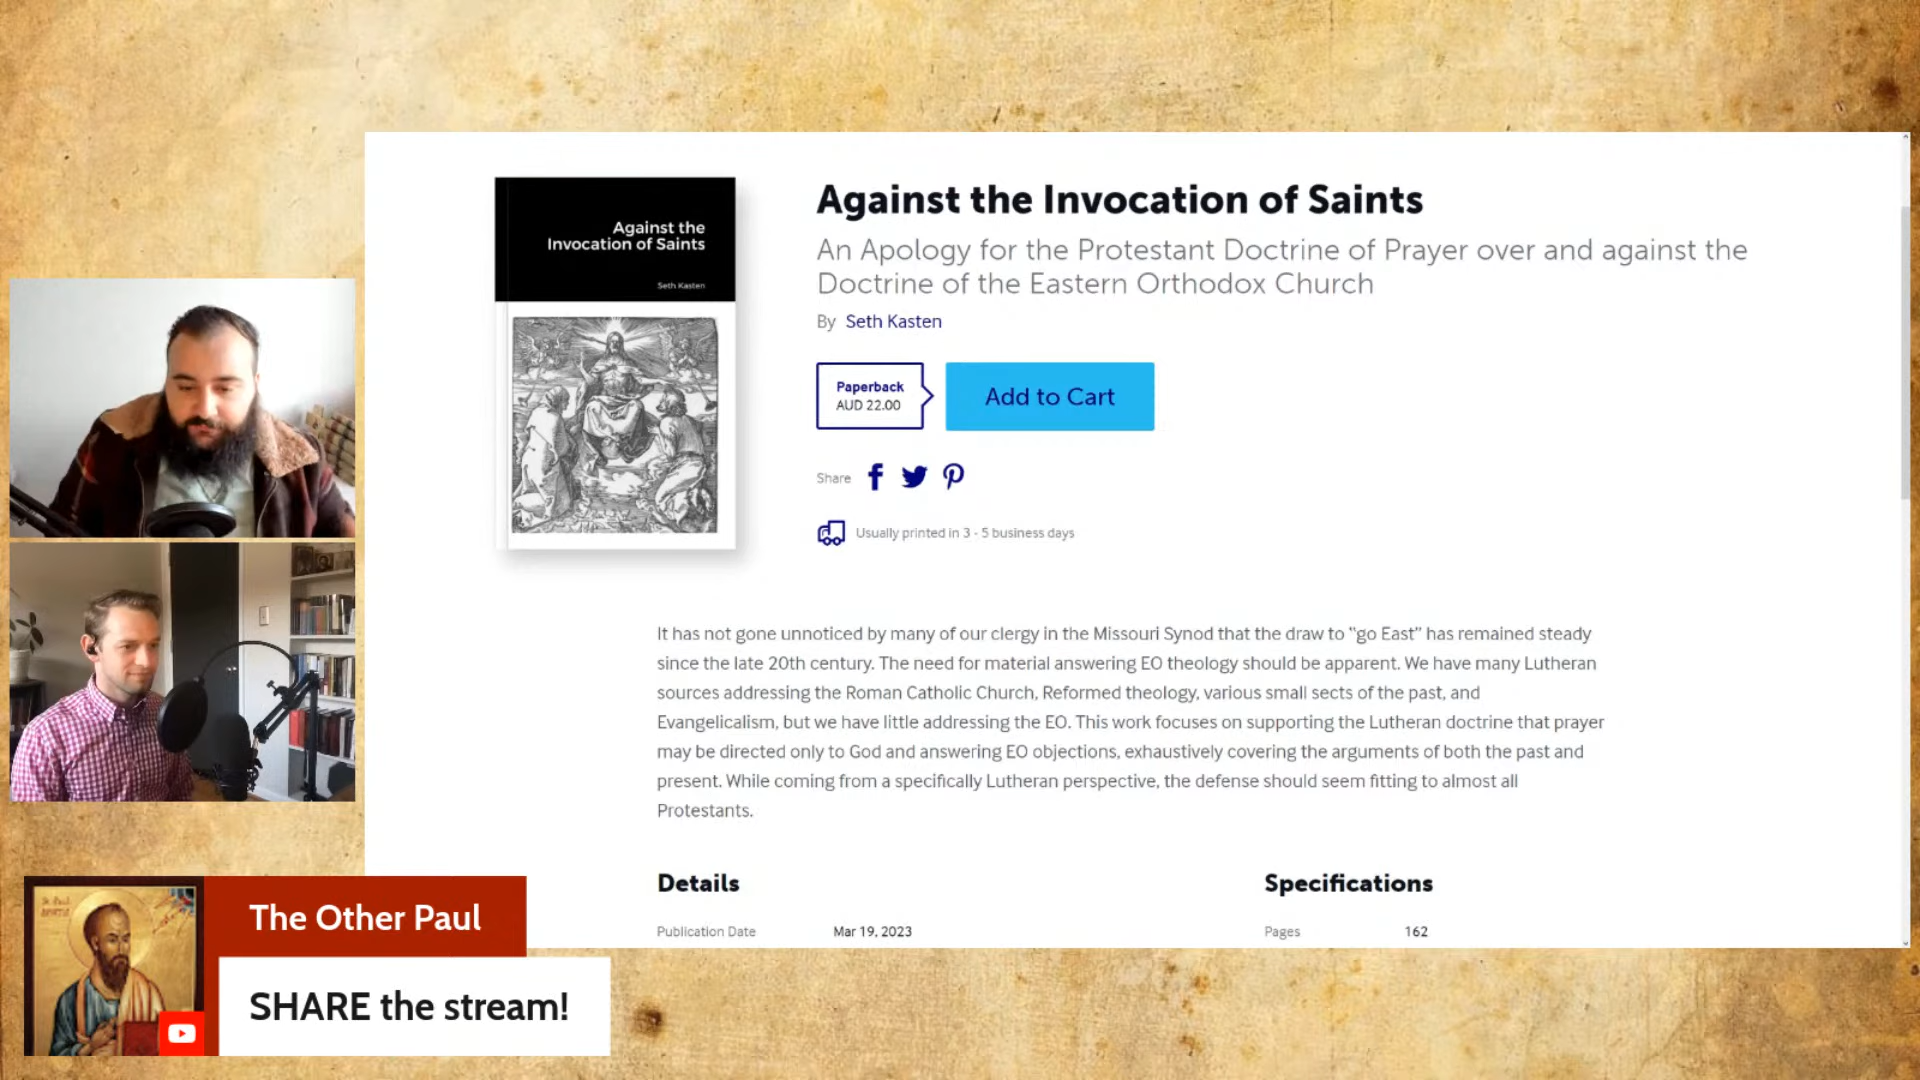 Against the
Invocation of Saints
Seth Kasten
Against the Invocation of Saints
An Apology for the Protestant Doctrine of Prayer over and against the
Doctrine of the Eastern Orthodox Church
By Seth Kasten
Paperback
AUD 22.00
Add to Cart
Share
Usually printed in 3 - 5 business days
It has not gone unnoticed by many of our clergy in the Missouri Synod that the draw to "go East" has remained steady
since the late 20th century. The need for material answering EO theology should be apparent. We have many Lutheran
sources addressing the Roman Catholic Church, Reformed theology, various small sects of the past, and
Evangelicalism, but we have little addressing the EO. This work focuses on supporting the Lutheran doctrine that prayer
may be directed only to God and answering EO objections, exhaustively covering the arguments of both the past and
present. While coming from a specifically Lutheran perspective, the defense should seem fitting to almost all
Protestants.
Details
Publication Date Mar 19, 2023
Specifications
Pages 162
The Other Paul
SHARE the stream!